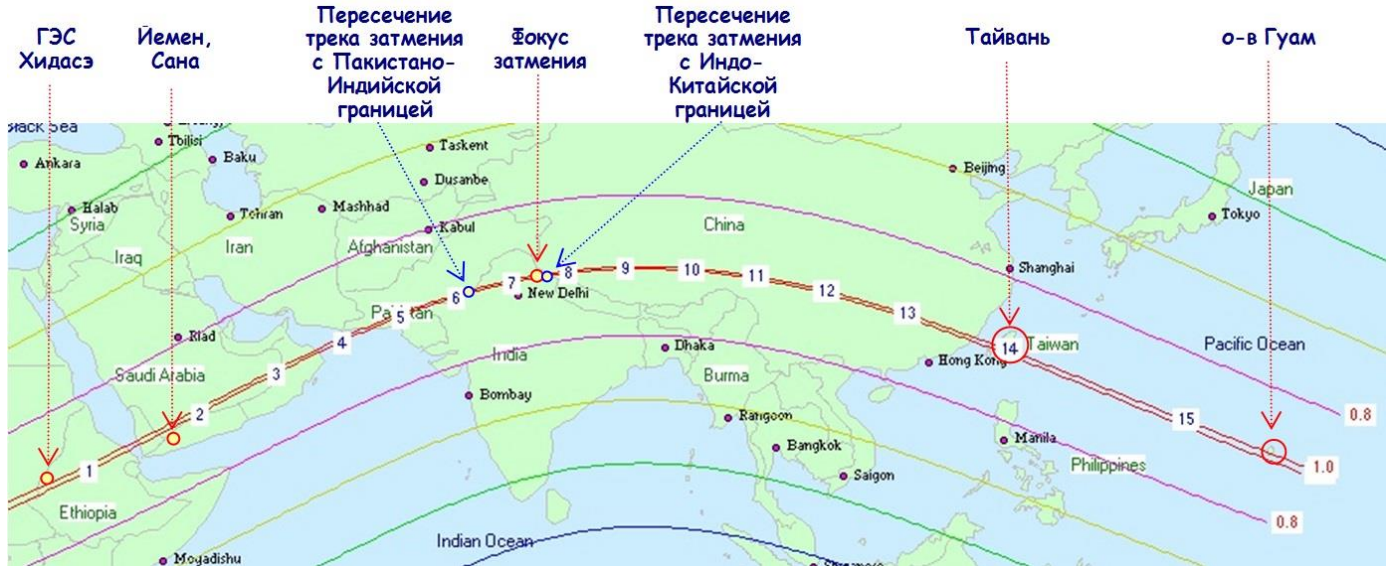 ГЭС
Хидасэ
Йемен,
Сана
Пересечение
трека затмения
с Пакистано-
Индийской
границей
Фокус
затмения
Пересечение
трека затмения
с Индо-
Китайской
границей
Тайвань
о-в Гуам
Ankara
Tbilisi
Baku
Taskent
Dusanbe
Beijing
Japan
Halab
Syria
Tehran
Mashhad
Kabul
Tokyo
Iraq
Iran
Afghanistan
China
Shanghai
6
7
8
9
10
11
12
13
New Delhi
Pakistan
5
4
3
2
1
Riad
Saudi Arabia
India
Dhaka
Burma
Hong Kong
14
Taiwan
Pacific Ocean
Bombay
Rangoon
Bangkok
Saigon
Manila
Philippines
15
0.8
1.0
0.8
Ethiopia
Mogadishu
Indian Ocean